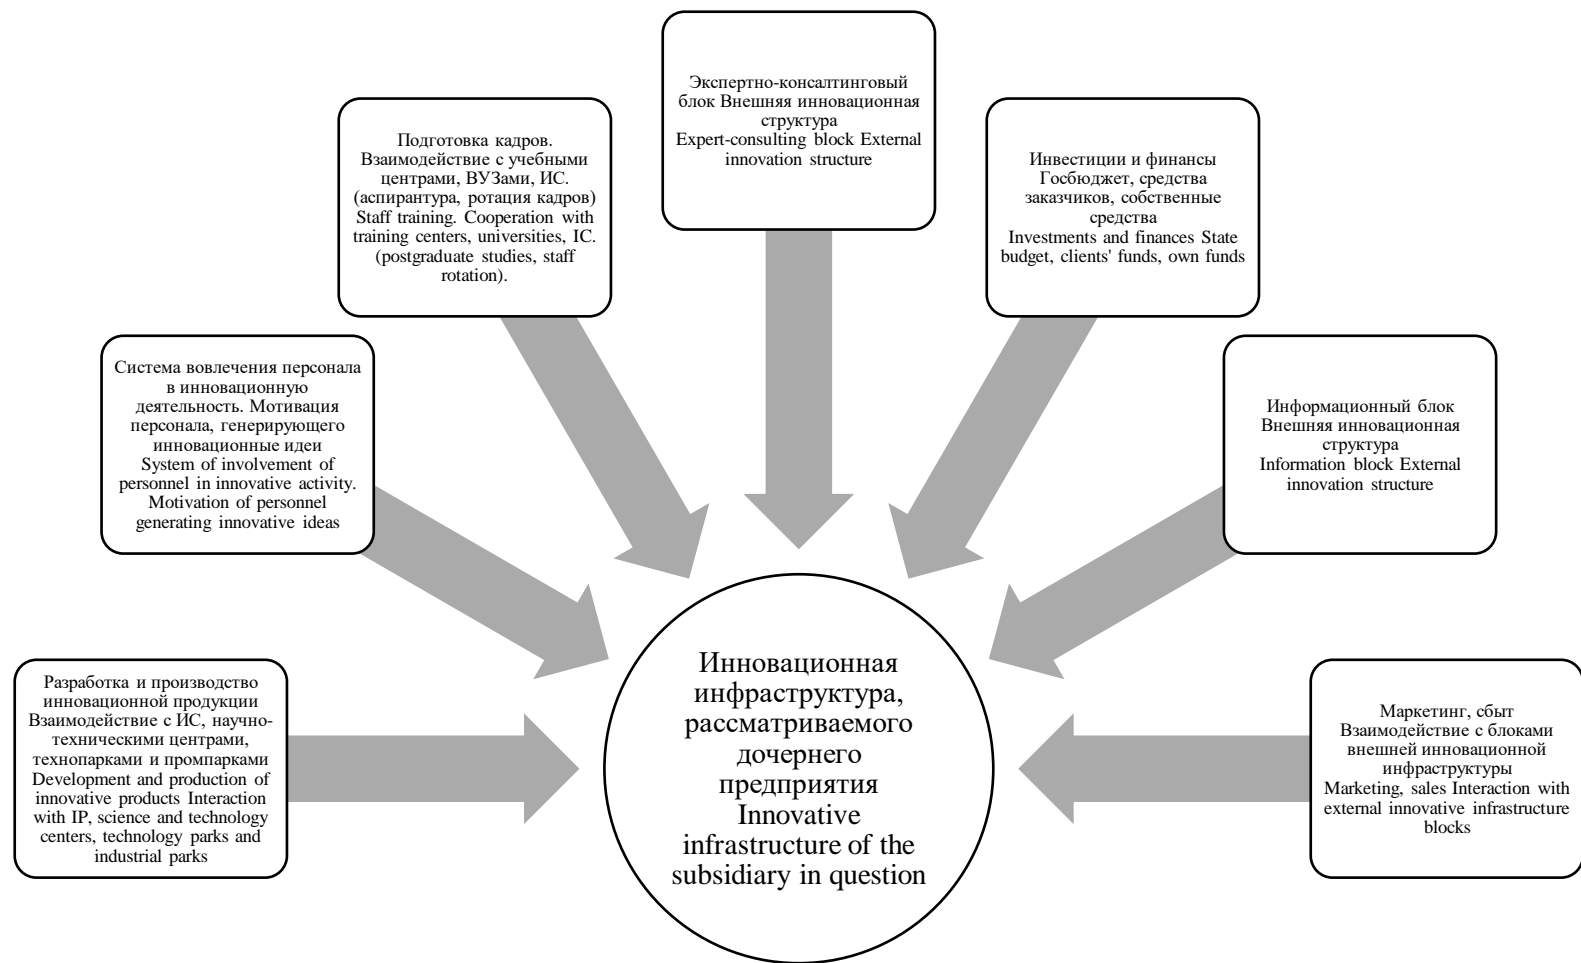 Экспертно-консалтинговый
блок Внешняя инновационная
структура
Expert-consulting block External
innovation structure
Подготовка кадров.
Взаимодействие с учебными
центрами, ВУЗами, ИС.
(аспирантура, ротация кадров)
Staff training. Cooperation with
training centers, universities, IC.
(postgraduate studies, staff
rotation).
Инвестиции и финансы
Госбюджет, средства
заказчиков, собственные
средства
Investments and finances State
budget, clients' funds, own funds
Система вовлечения персонала
в инновационную
деятельность. Мотивация
персонала, генерирующего
инновационные идеи
System of involvement of
personnel in innovative activity.
Motivation of personnel
generating innovative ideas
Информационный блок
Внешняя инновационная
структура
Information block External
innovation structure
Разработка и производство
инновационной продукции
Взаимодействие с ИС, научно-
техническими центрами,
технопарками и промпарками
Development and production of
innovative products Interaction
with IP, science and technology
centers, technology parks and
industrial parks
Инновационная
инфраструктура,
рассматриваемого
дочернего
предприятия
Innovative
infrastructure of the
subsidiary in question
Маркетинг, сбыт
Взаимодействие с блоками
внешней инновационной
инфраструктуры
Marketing, sales Interaction with
external innovative infrastructure
blocks